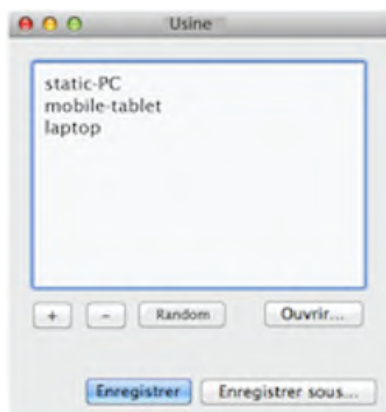 Usine
static-PC
mobile-tablet
laptop
+ - Random Ouvrir...
Enregistrer Enregistrer sous...